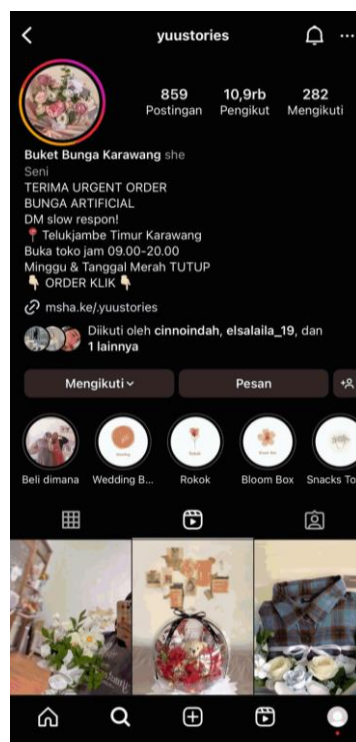 yuustories
859 10,9rb 282
Postingan Pengikut Mengikuti
Buket Bunga Karawang she
Seni
TERIMA URGENT ORDER
BUNGA ARTIFICIAL
DM slow respon!
Telukjambe Timur Karawang
Buka toko jam 09.00-20.00
Minggu & Tanggal Merah TUTUP
ORDER KLIK
msha.ke/.yuustories
Diikuti oleh cinnoindah, elsalaila_19, dan
1 lainnya
Mengikuti Pesan
Beli dimana Wedding B... Rokok Bloom Box Snacks To